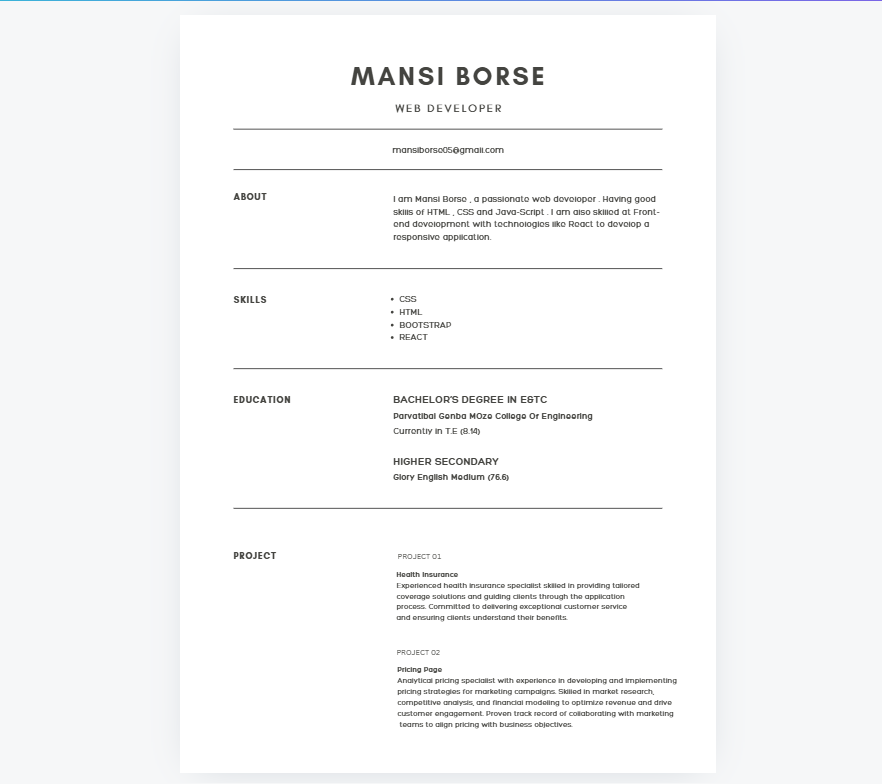 MANSI BORSE
WEB DEVELOPER
mansiborse05@gmail.com
ABOUT
I am Mansi Borse , a passionate web developer . Having good
skills of HTML , CSS and Java-Script . I am also skilled at Front-
end development with technologies like React to develop a
responsive application.
SKILLS
• CSS
• HTML
• BOOTSTRAP
• REACT
EDUCATION
BACHELOR'S DEGREE IN E&TC
Parvatibai Genba MOze College Or Engineering
Currently in T.E (8.14)
HIGHER SECONDARY
Glory English Medium (76.6)
PROJECT
PROJECT 01
Health Insurance
Experienced health insurance specialist skilled in providing tailored
coverage solutions and guiding clients through the application
process. Committed to delivering exceptional customer service
and ensuring clients understand their benefits.
PROJECT 02
Pricing Page
Analytical pricing specialist with experience in developing and implementing
pricing strategies for marketing campaigns. Skilled in market research,
competitive analysis, and financial modeling to optimize revenue and drive
customer engagement. Proven track record of collaborating with marketing
teams to align pricing with business objectives.